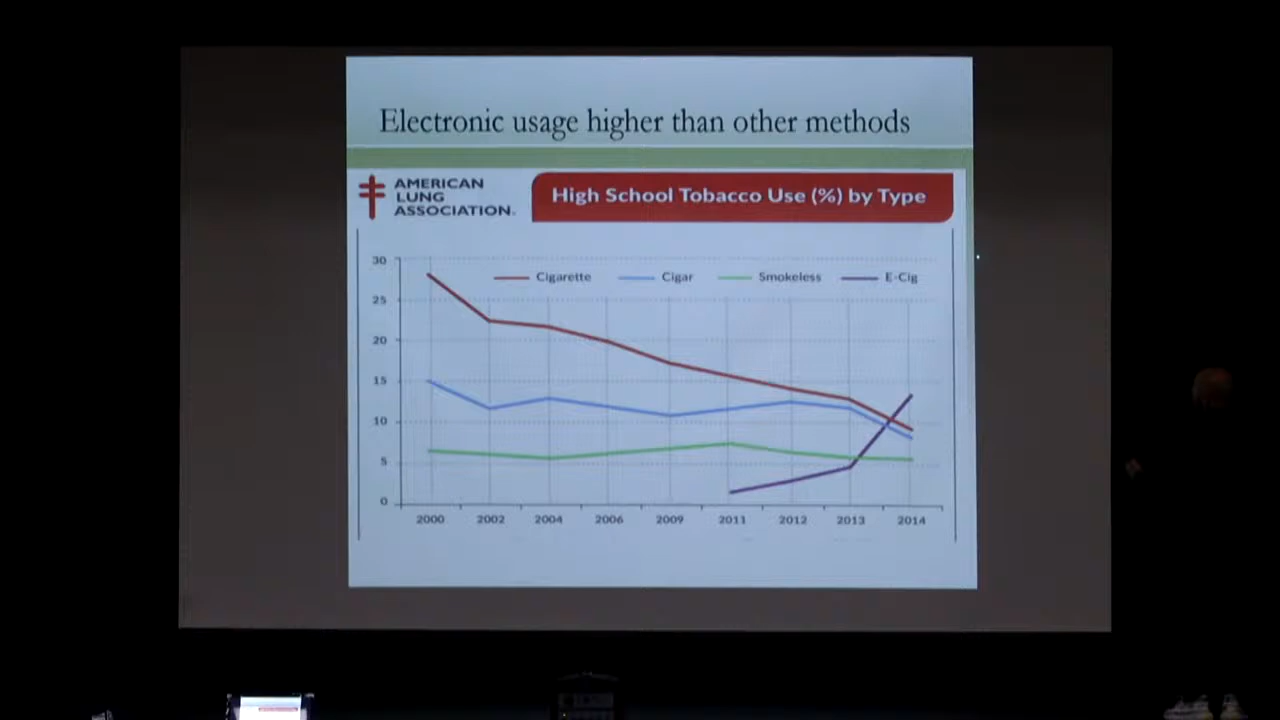 Electronic usage higher than other methods
AMERICAN
LUNG
ASSOCIATION.
High School Tobacco Use (%) by Type
Cigarette Cigar Smokeless E-Cig
30
25
20
15
10
5
0
2000 2002 2004 2006 2009 2011 2012 2013 2014